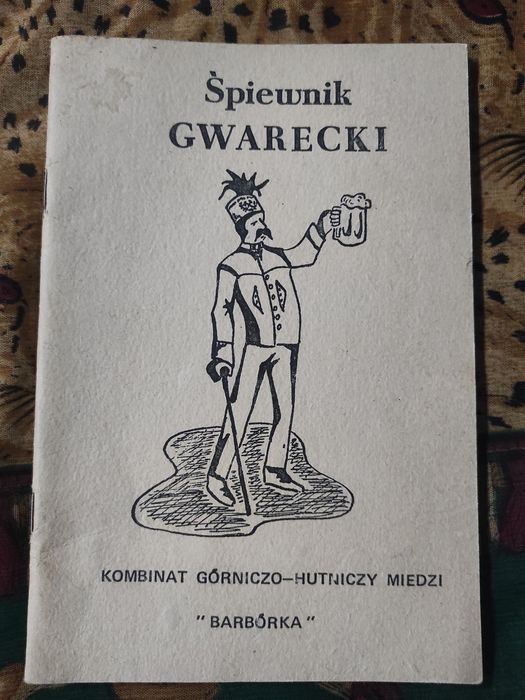 Śpiewnik
GWARECKI
KOMBINAT GÓRNICZO–HUTNICZY MIEDZI
"BARBÓRKA"